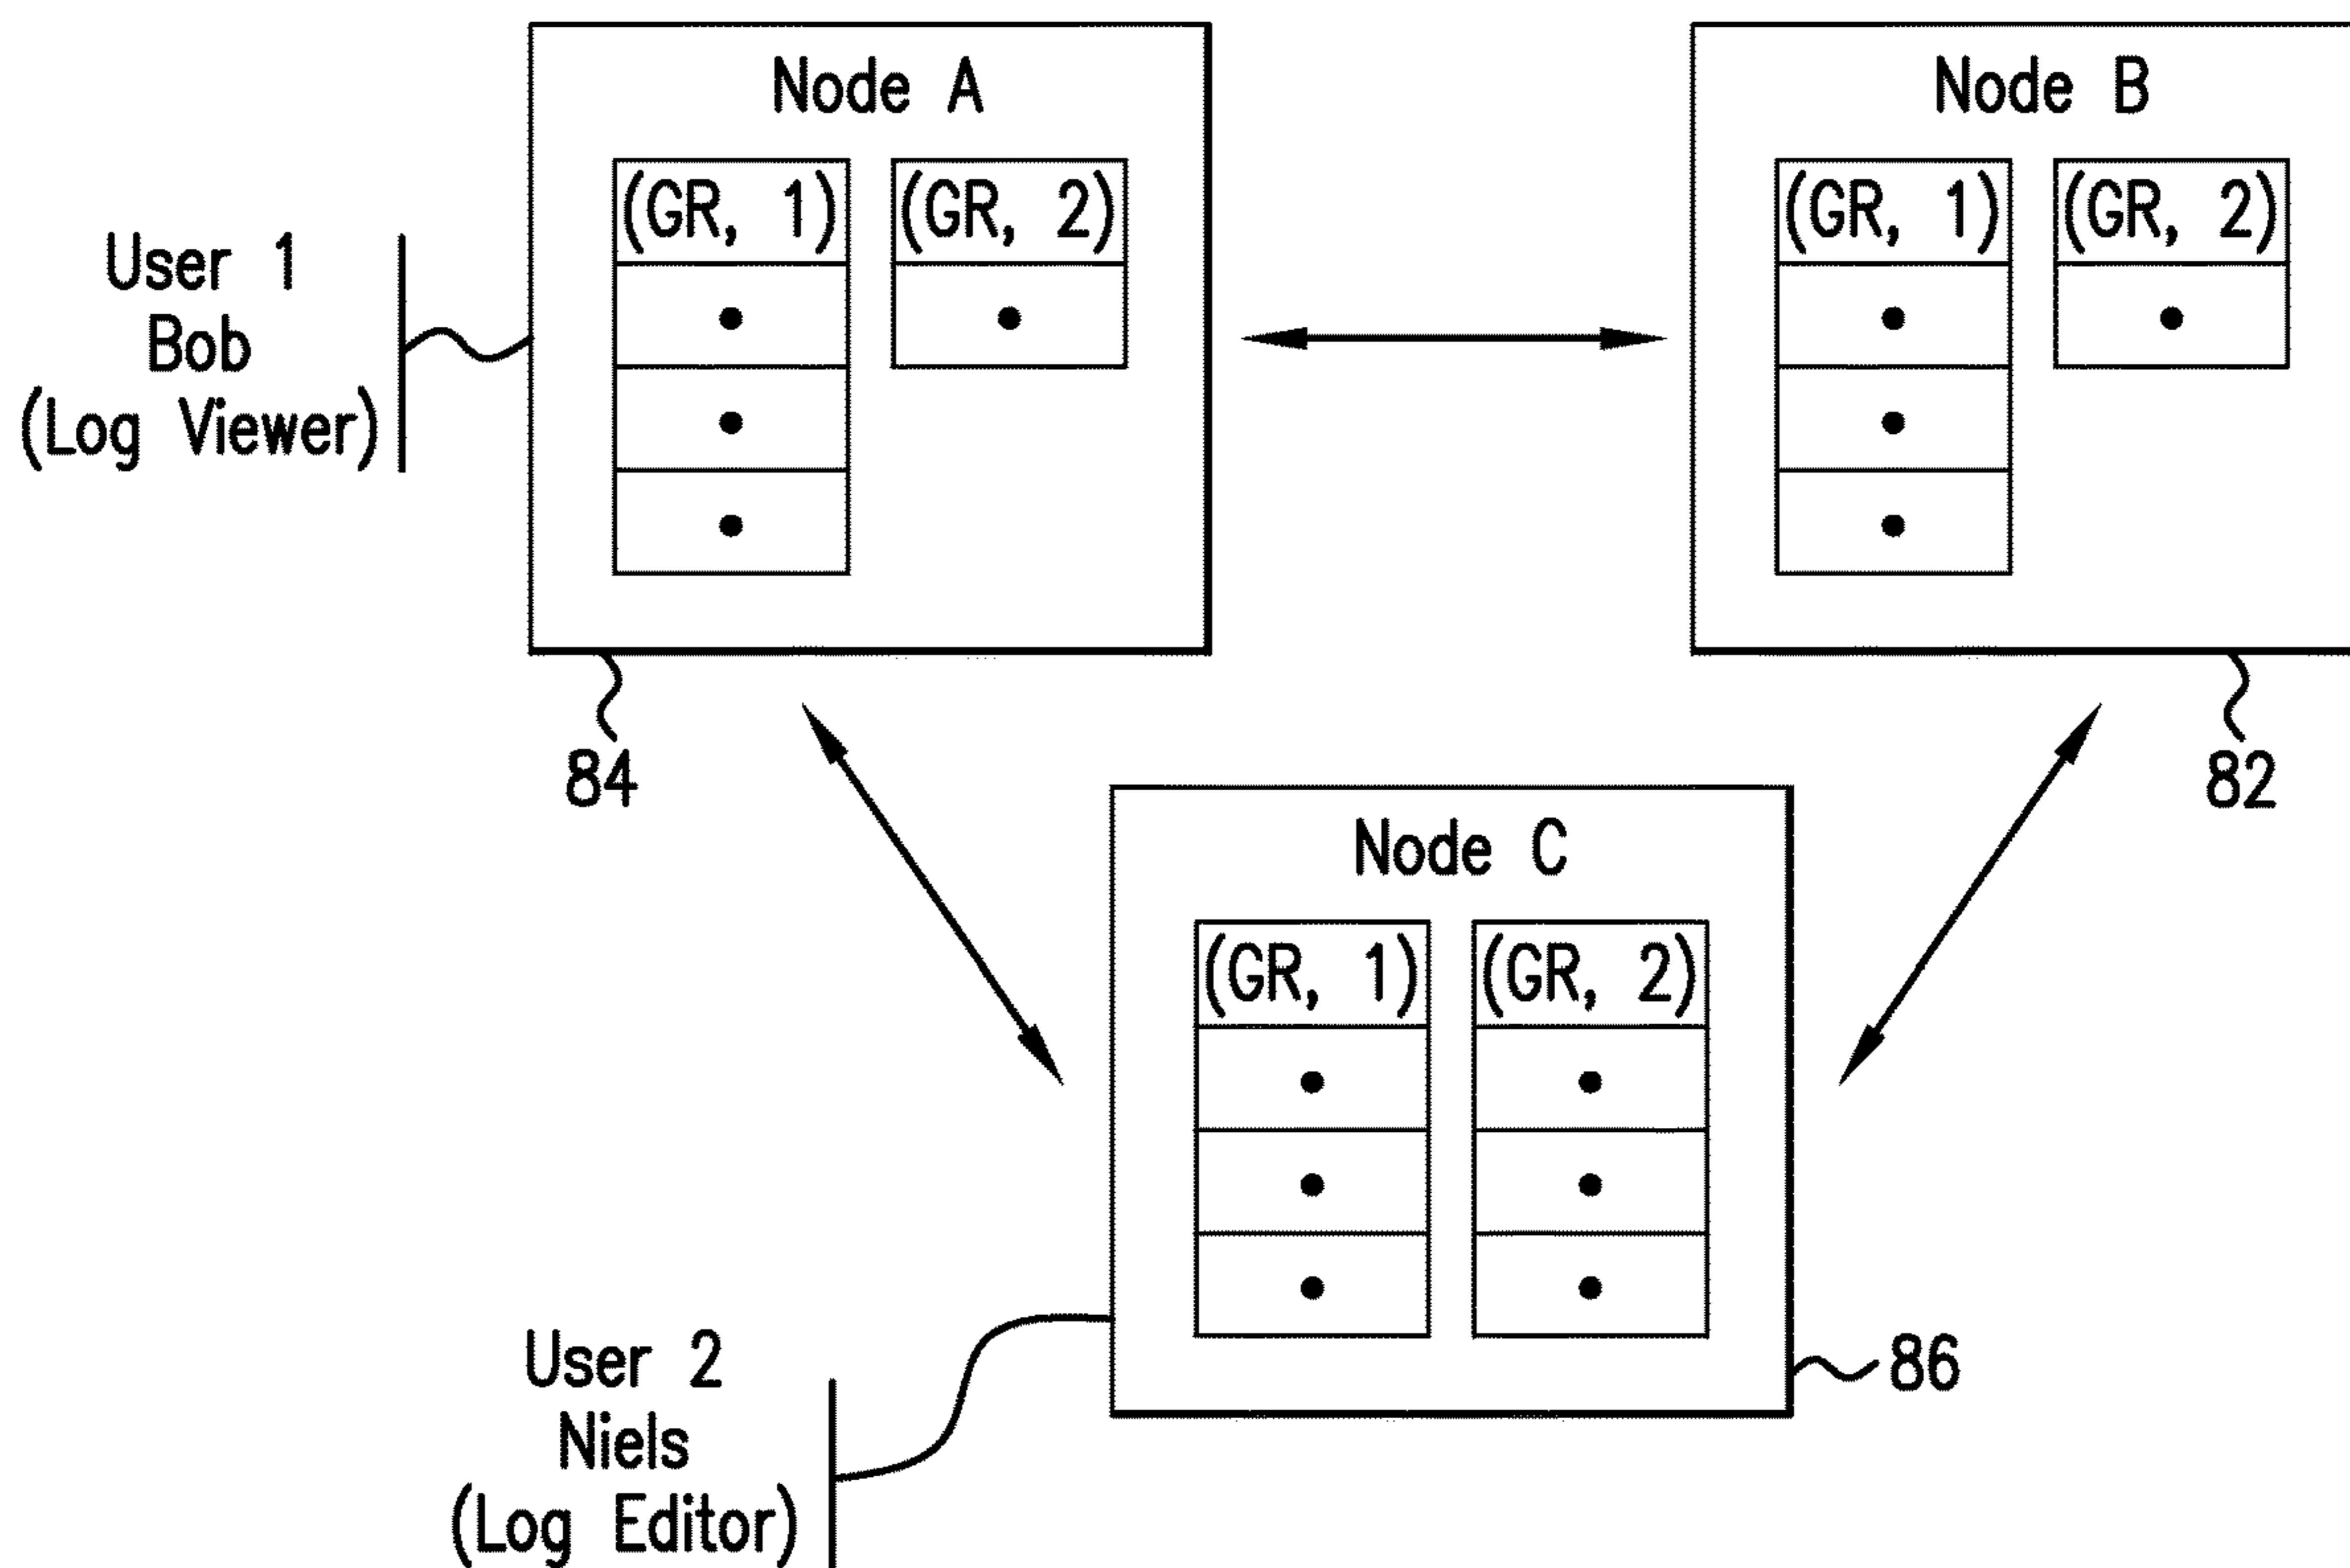 Node A
(GR, 1) (GR, 2)
User 1
Bob
(Log Viewer)
84
Node B
(GR, 1) (GR, 2)
82
Node C
(GR, 1) (GR, 2)
86
User 2
Niels
(Log Editor)